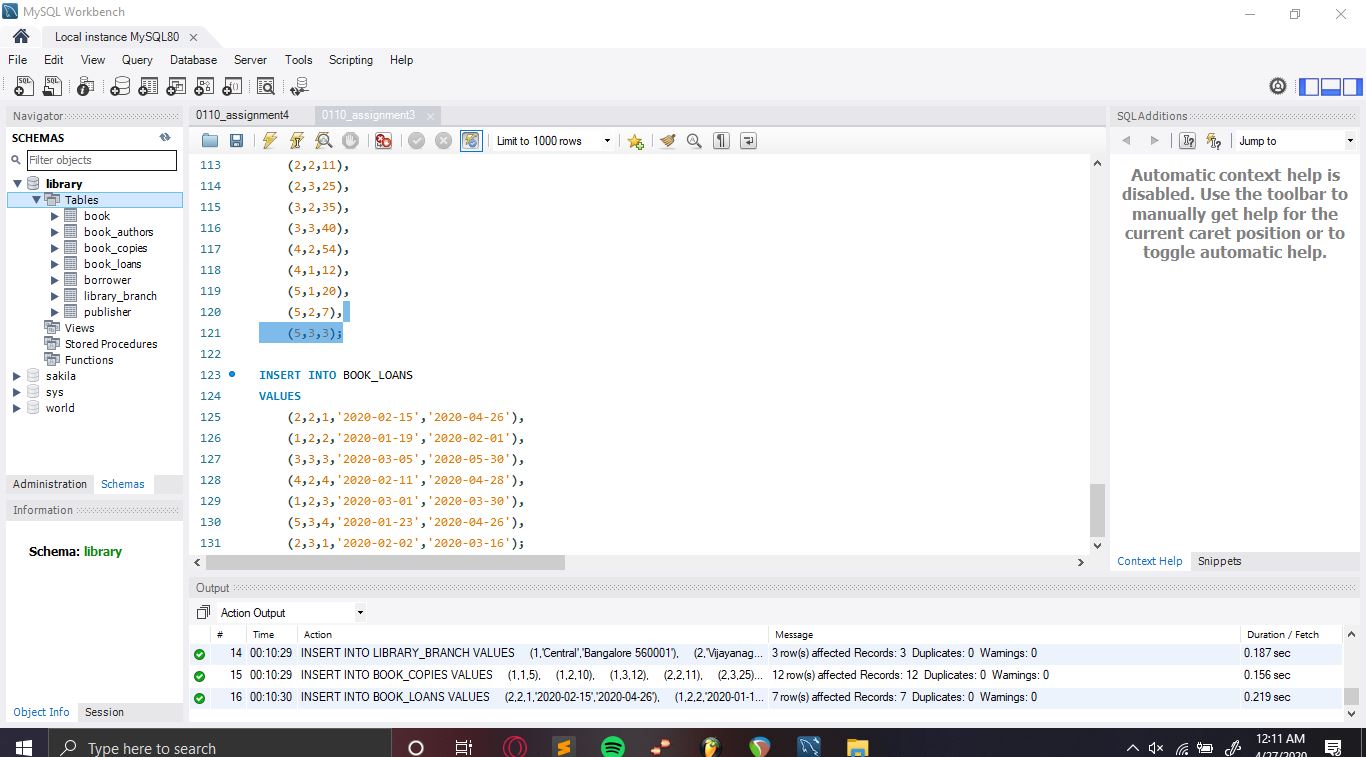 MySQL Workbench
Local instance MySQL80
File Edit View Query Database Server Tools Scripting Help
Navigator
SCHEMAS
Filter objects
library
Tables
book
book_authors
book_copies
book_loans
borrower
library_branch
publisher
Views
Stored Procedures
Functions
sakila
sys
world
Administration Schemas
Information
Schema: library
Object Info Session
0110_assignment4 0110_assignment3
Limit to 1000 rows
113 (2,2,11),
114 (2,3,25),
115 (3,2,35),
116 (3,3,40),
117 (4,2,54),
118 (4,1,12),
119 (5,1,20),
120 (5,2,7),
121 (5,3,3);
122
123 INSERT INTO BOOK_LOANS
124 VALUES
125 (2,2,1,'2020-02-15','2020-04-26'),
126 (1,2,2,'2020-01-19','2020-02-01'),
127 (3,3,3,'2020-03-05','2020-05-30'),
128 (4,2,4,'2020-02-11','2020-04-28'),
129 (1,2,3,'2020-03-01','2020-03-30'),
130 (5,3,4,'2020-01-23','2020-04-26'),
131 (2,3,1,'2020-02-02','2020-03-16');
SQLAdditions
Jump to
Automatic context help is
disabled. Use the toolbar to
manually get help for the
current caret position or to
toggle automatic help.
Context Help Snippets
Output
Action Output
# Time Action Message Duration / Fetch
14 00:10:29 INSERT INTO LIBRARY_BRANCH VALUES (1,'Central','Bangalore 560001'), (2,'Vijayanag... 3 row(s) affected Records: 3 Duplicates: 0 Warnings: 0 0.187 sec
15 00:10:29 INSERT INTO BOOK_COPIES VALUES (1,1,5), (1,2,10), (1,3,12), (2,2,11), (2,3,25)... 12 row(s) affected Records: 12 Duplicates: 0 Warnings: 0 0.156 sec
16 00:10:30 INSERT INTO BOOK_LOANS VALUES (2,2,1,'2020-02-15','2020-04-26'), (1,2,2,'2020-01-1... 7 row(s) affected Records: 7 Duplicates: 0 Warnings: 0 0.219 sec
Type here to search
12:11 AM
4/27/2020